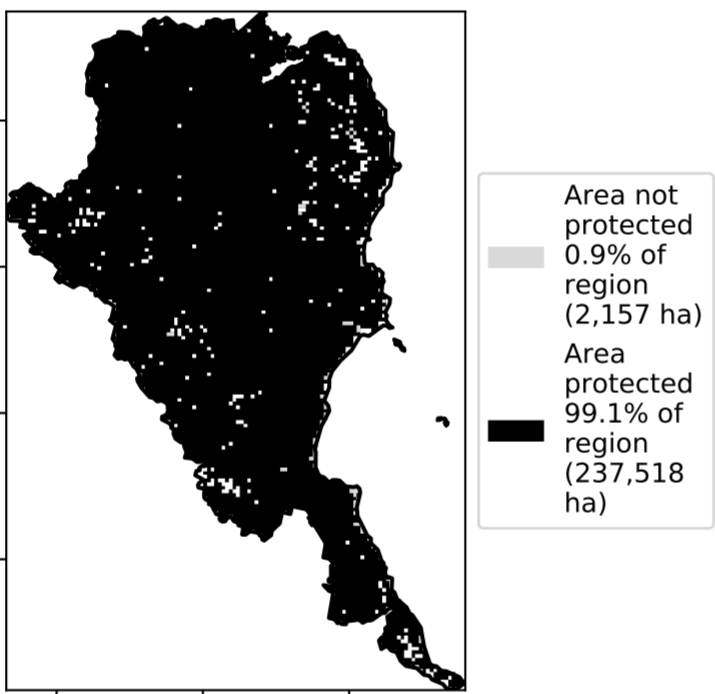 Area not
protected
0.9% of
region
(2,157 ha)
Area
protected
99.1% of
region
(237,518
ha)